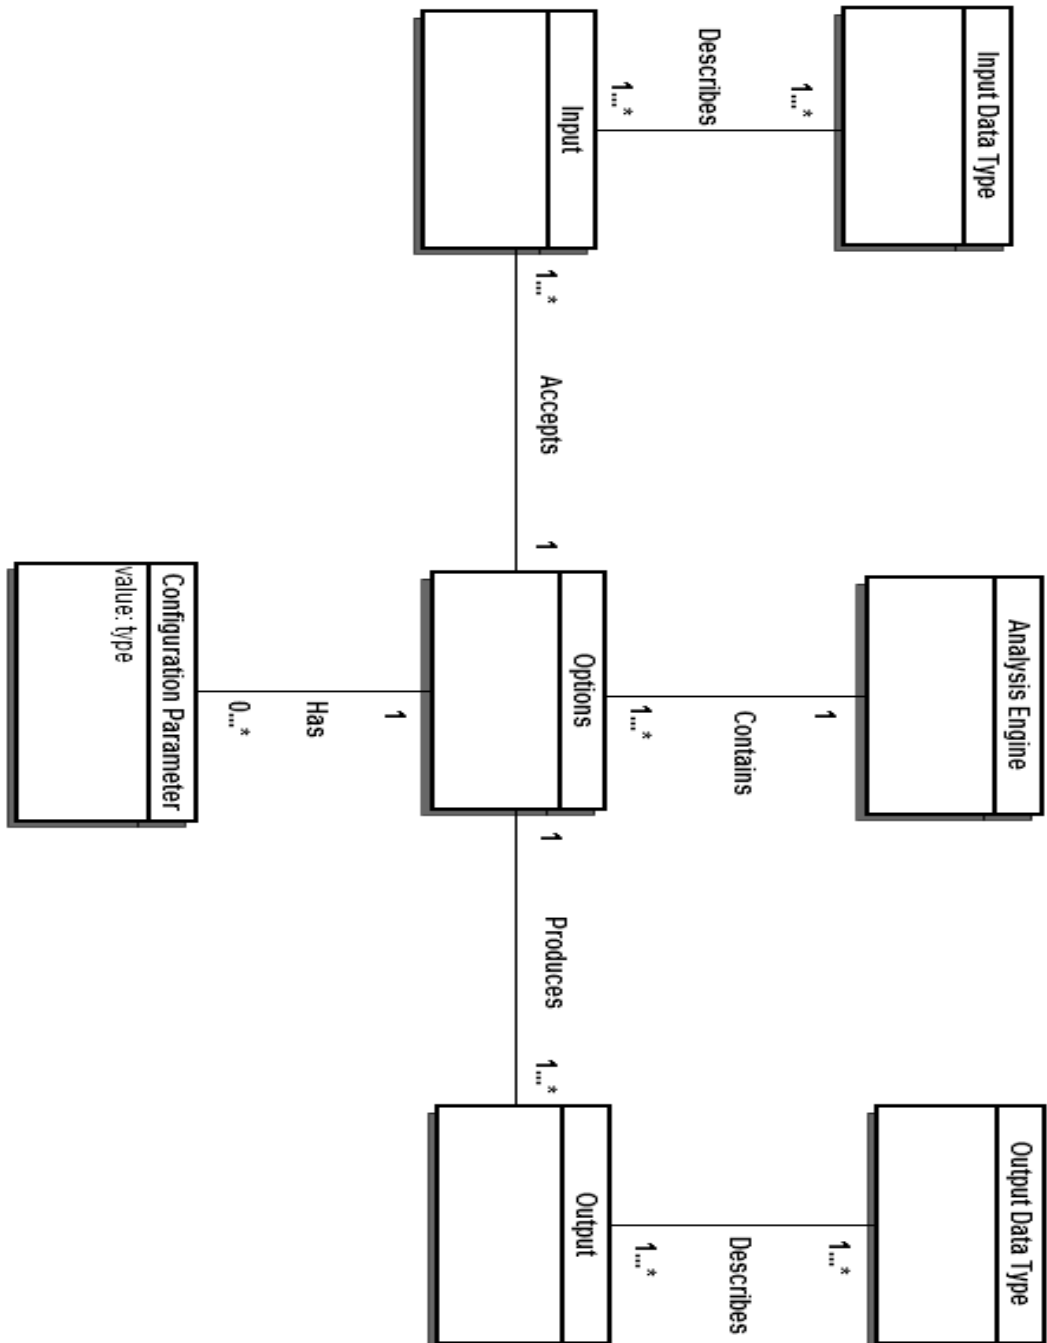 Input Data Type
Analysis Engine
Output Data Type
1...*
Describes
1...*
1
Contains
1...*
1...*
Describes
1...*
Input
1...*
Accepts
1
Options
1
Produces
1...*
Output
1
Has
0...*
Configuration Parameter
value: type